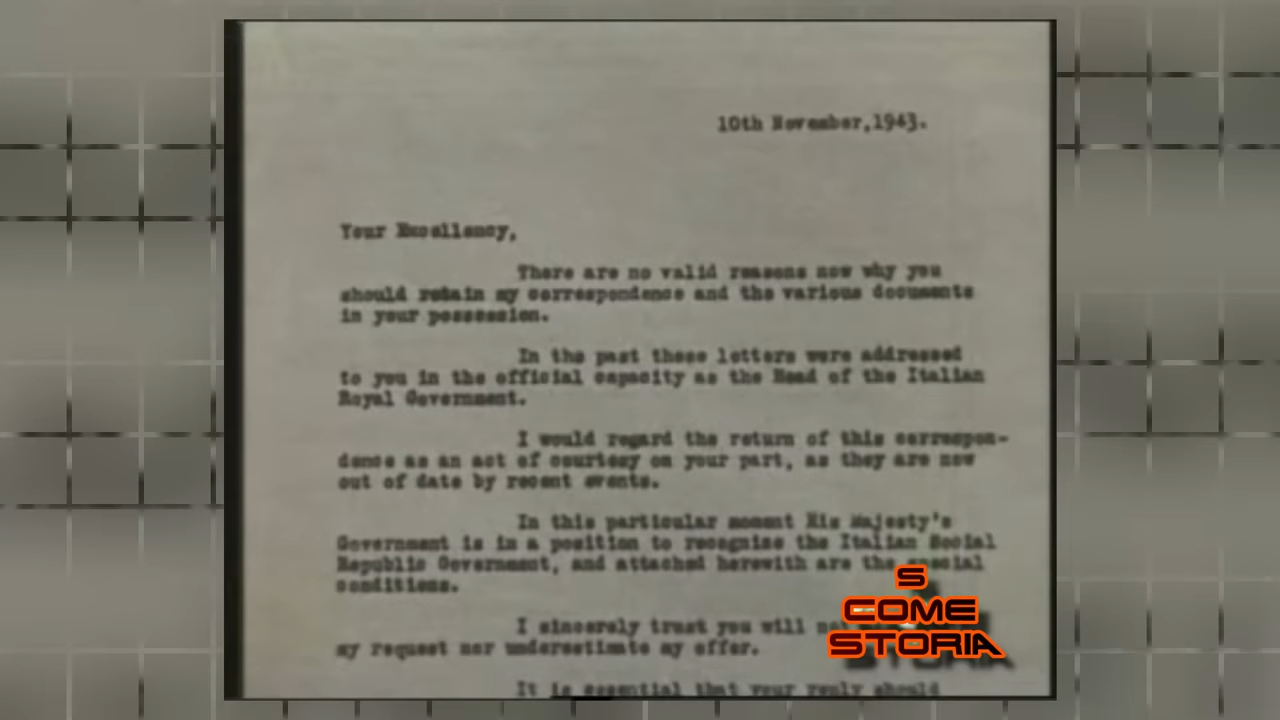 10th November,1943.
Your Excellency,
There are no valid reasons now why you
should retain my correspondence and the various documents
in your possession.
In the past these letters were addressed
to you in the official capacity as the Head of the Italian
Royal Government.
I would regard the return of this correspon-
dence as an act of courtesy on your part, as they are now
out of date by recent events.
In this particular moment His Majesty's
Government is in a position to recognise the Italian Social
Republic Government, and attached herewith are the special
conditions.
I sincerely trust you will
my request nor underestimate my offer.
It is essential that your reply should
S
COME
STORIA